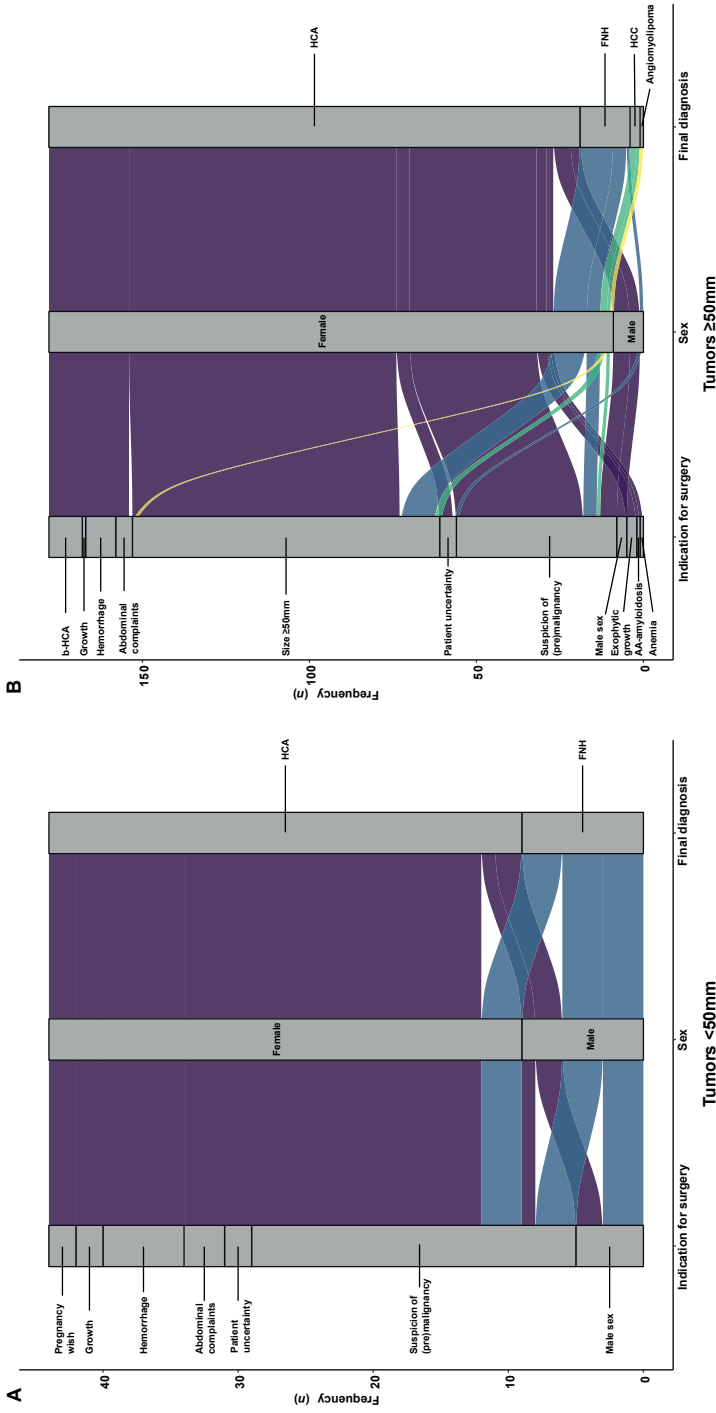 A
Frequency (n)
40
30
20
10
0
Pregnancy
wish
Growth
Hemorrhage
Abdominal
complaints
Patient
uncertainty
Suspicion of
(pre)malignancy
Male sex
Female
Male
HCA
FNH
Indication for surgery
Sex
Final diagnosis
Tumors <50mm
B
Frequency (n)
150
100
50
0
b-HCA
Growth
Hemorrhage
Abdominal
complaints
Size ≥50mm
Patient uncertainty
Suspicion of
(pre)malignancy
Male sex
Exophytic
growth
AA-amyloidosis
Anemia
Female
Male
HCA
FNH
HCC
Angiomyolipoma
Indication for surgery
Sex
Final diagnosis
Tumors ≥50mm